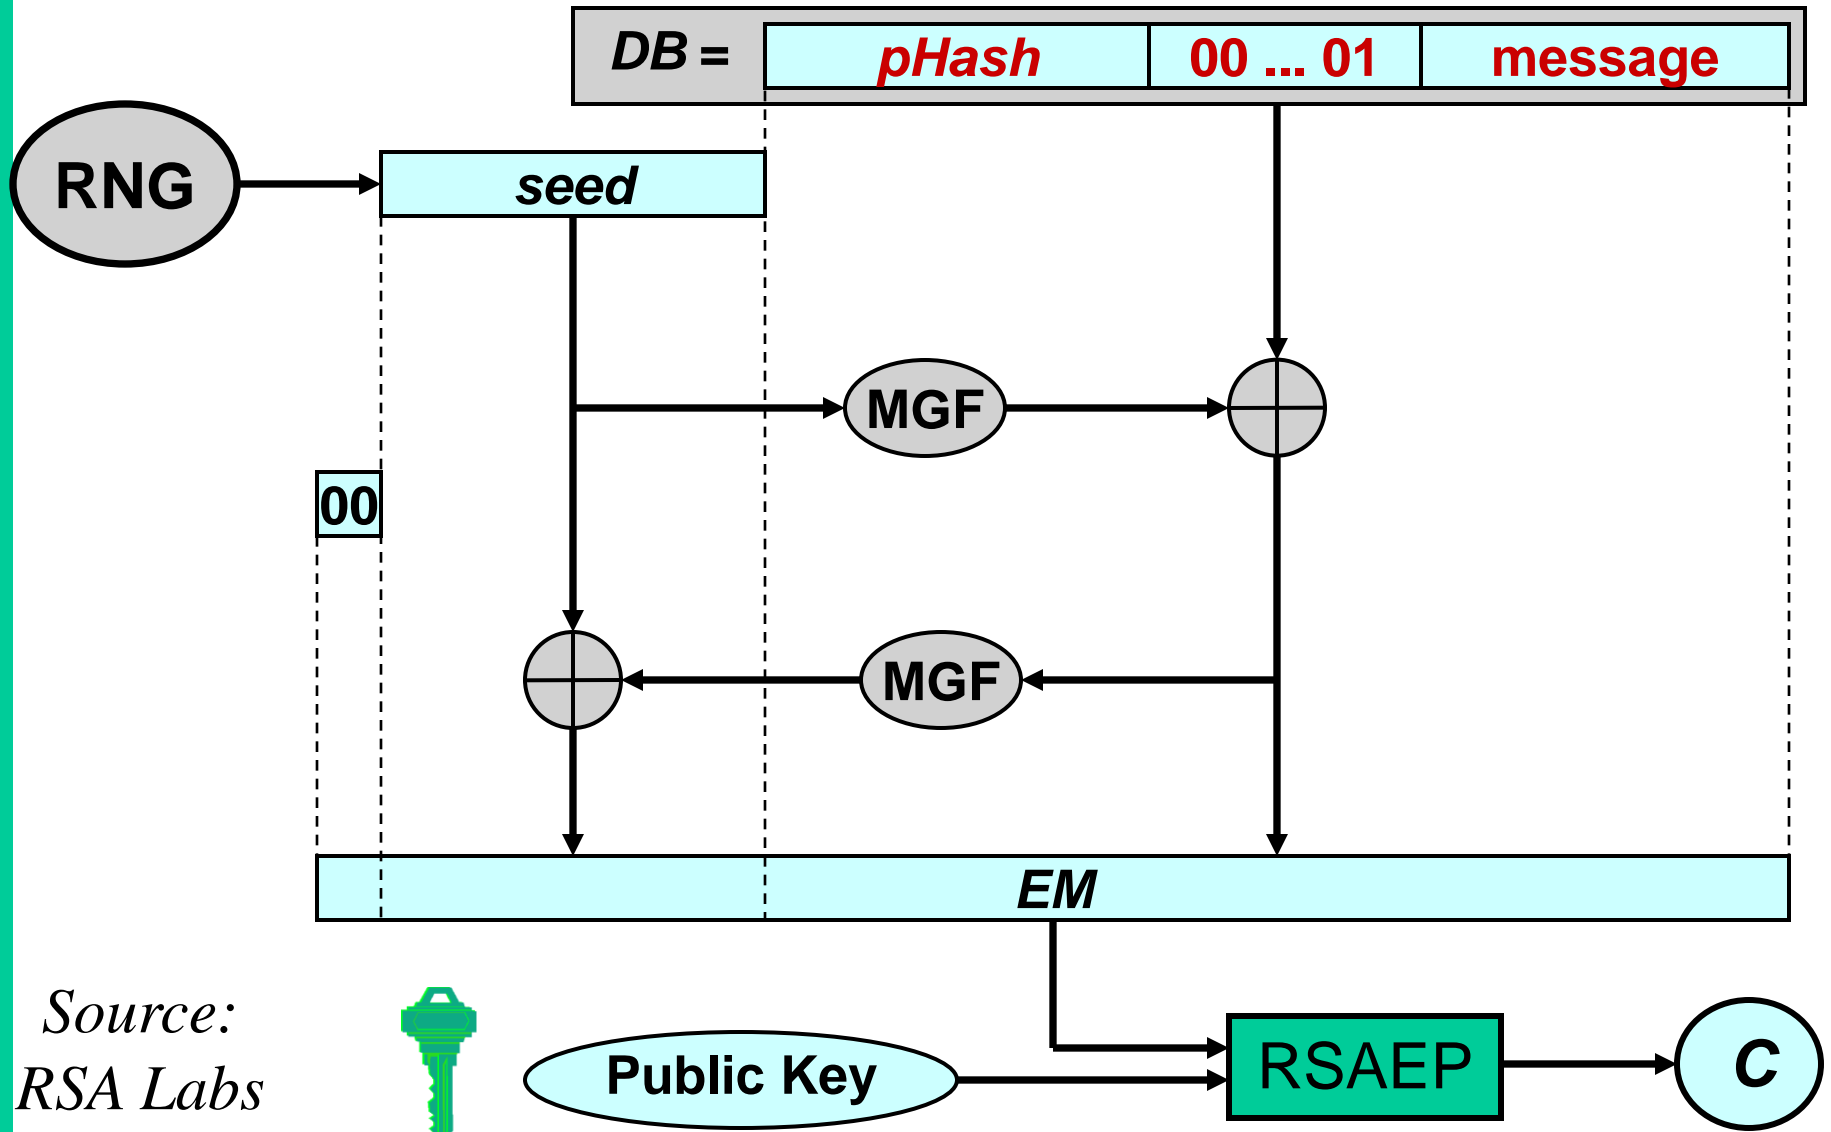 DB = pHash 00 ... 01 message
RNG
seed
MGF
00
MGF
EM
Source:
RSA Labs
Public Key
RSAEP
C